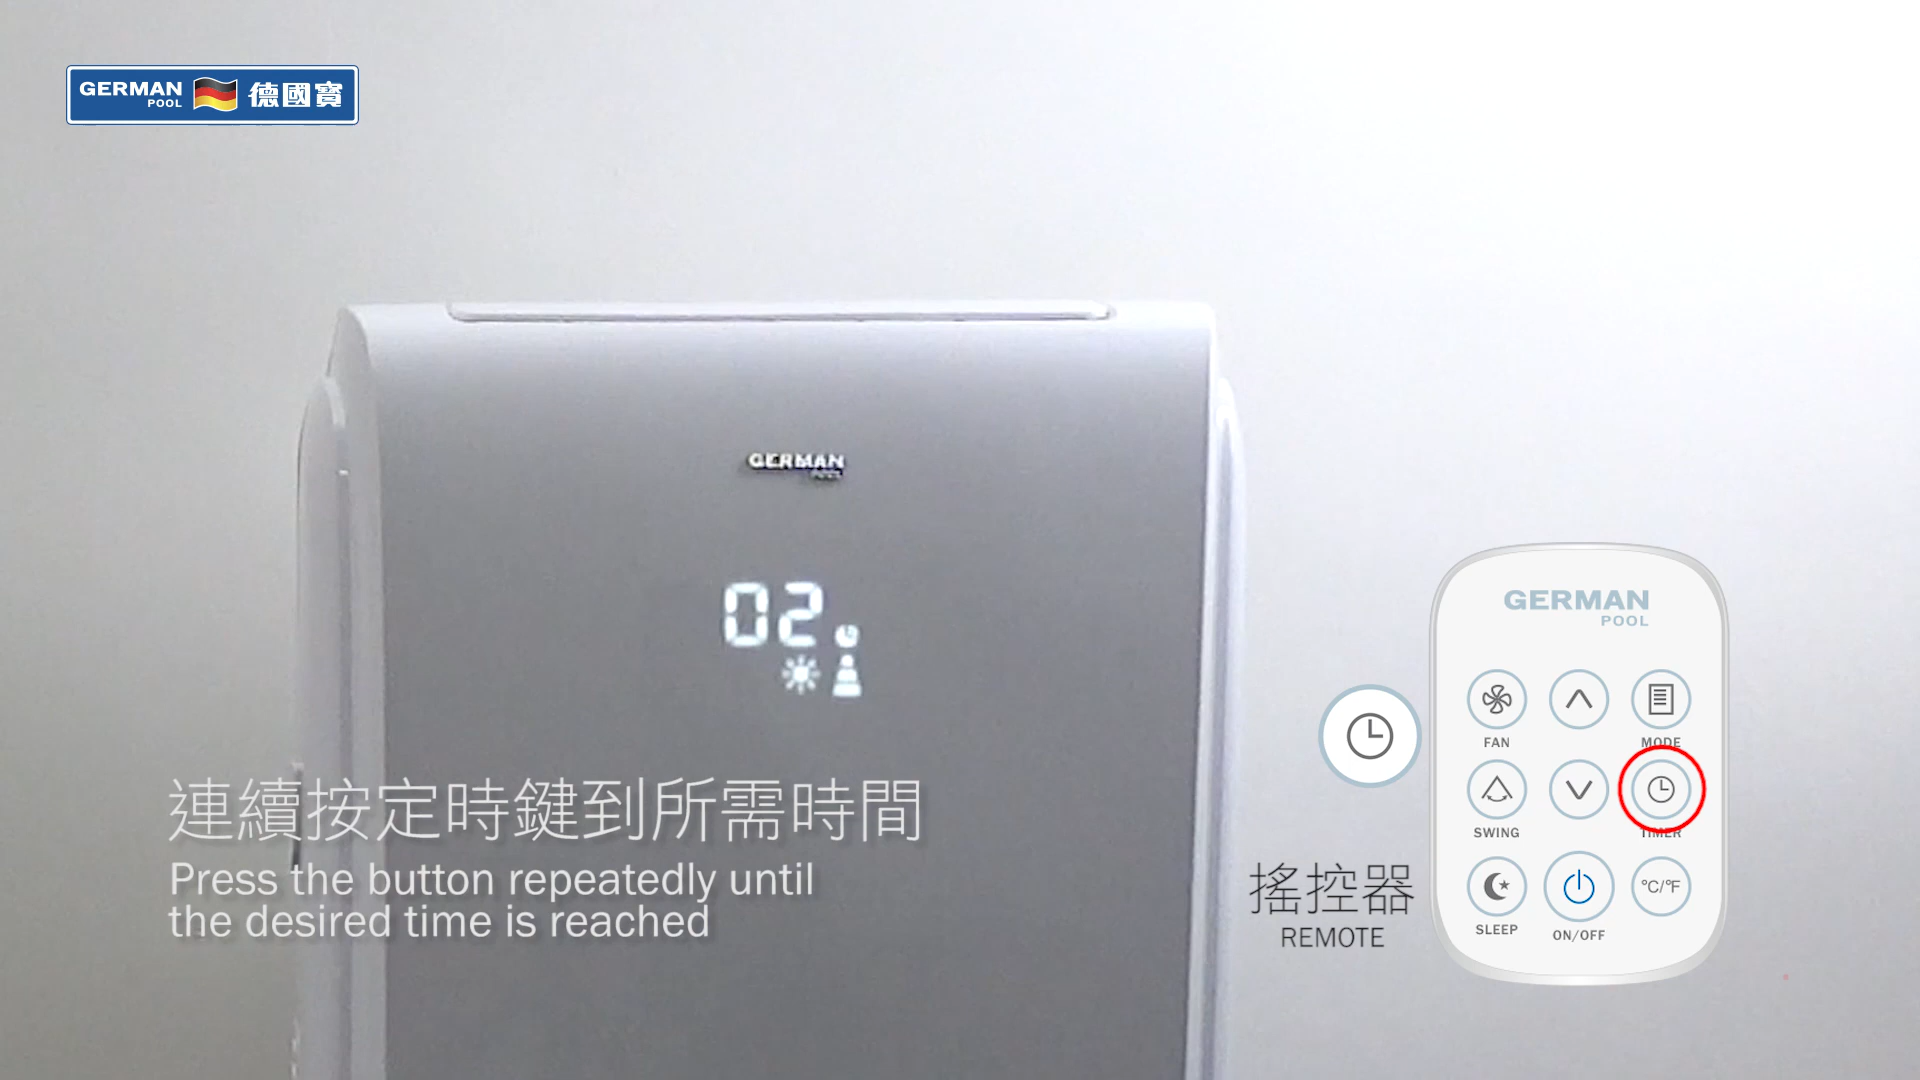 GERMAN
POOL
德國寶
GERMAN
POOL
02
連續按定時鍵到所需時間
Press the button repeatedly until
the desired time is reached
搖控器
REMOTE
GERMAN
POOL
FAN
MODE
SWING
TIMER
°C/°F
SLEEP
ON/OFF